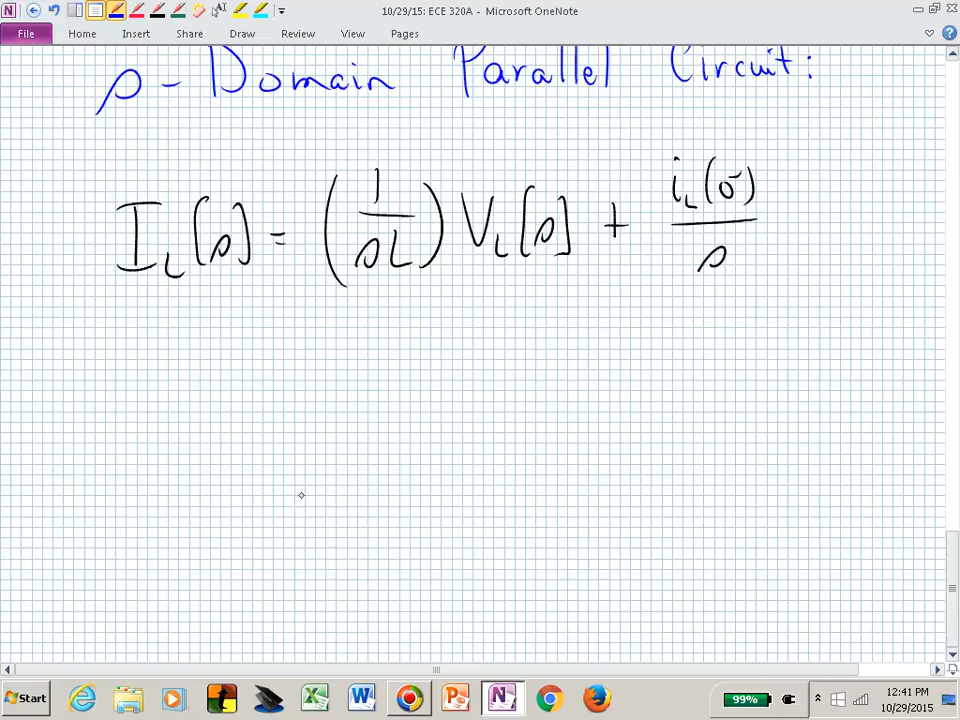 10/29/15: ECE 320A - Microsoft OneNote
File Home Insert Share Draw Review View Pages
s - Domain Parallel Circuit:
I_L[s] = (1/sL) V_L[s] + i_L(0⁻)/s
99% 12:41 PM
10/29/2015